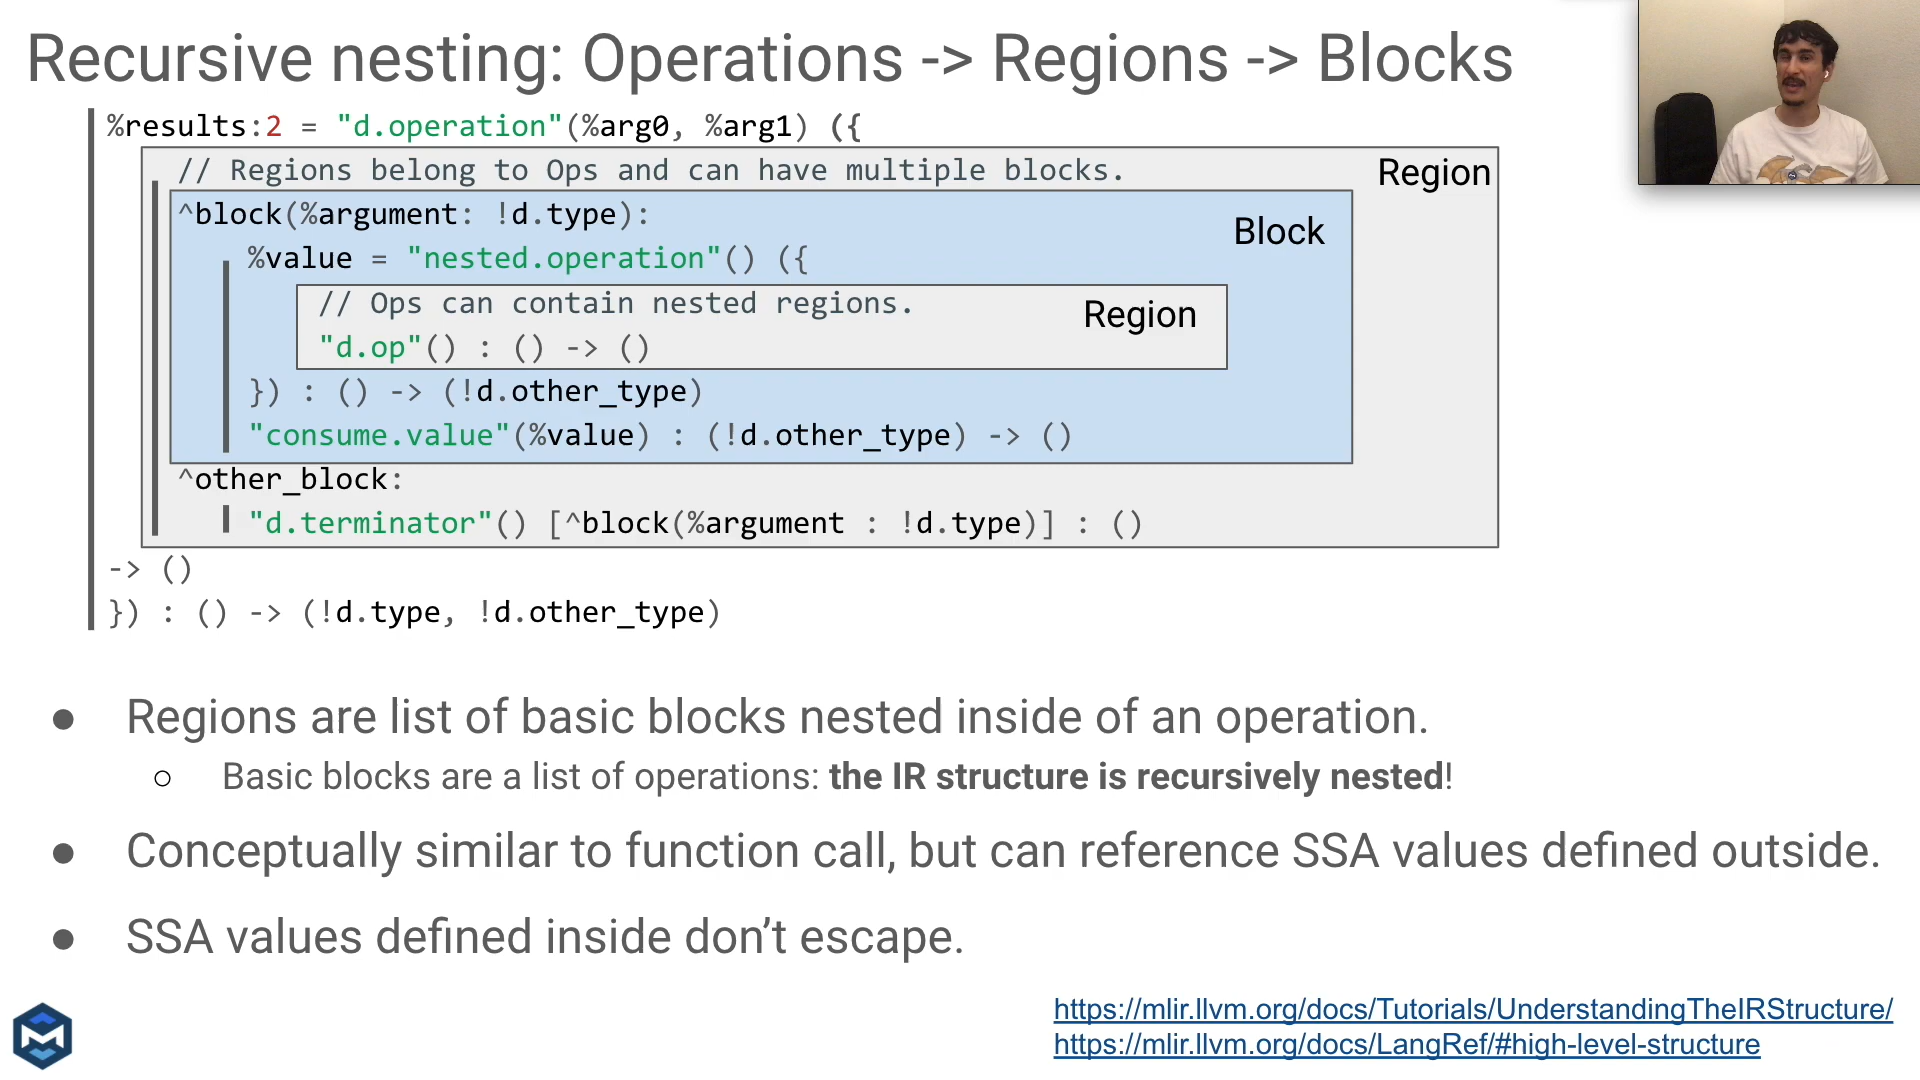 Recursive nesting: Operations -> Regions -> Blocks
%results:2 = "d.operation"(%arg0, %arg1) ({
// Regions belong to Ops and can have multiple blocks.
Region
^block(%argument: !d.type):
Block
%value = "nested.operation"() ({
// Ops can contain nested regions.
Region
"d.op"() : () -> ()
}) : () -> (!d.other_type)
"consume.value"(%value) : (!d.other_type) -> ()
^other_block:
"d.terminator"() [^block(%argument : !d.type)] : ()
-> ()
}) : () -> (!d.type, !d.other_type)
● Regions are list of basic blocks nested inside of an operation.
○ Basic blocks are a list of operations: the IR structure is recursively nested!
● Conceptually similar to function call, but can reference SSA values defined outside.
● SSA values defined inside don’t escape.
https://mlir.llvm.org/docs/Tutorials/UnderstandingTheIRStructure/
https://mlir.llvm.org/docs/LangRef/#high-level-structure